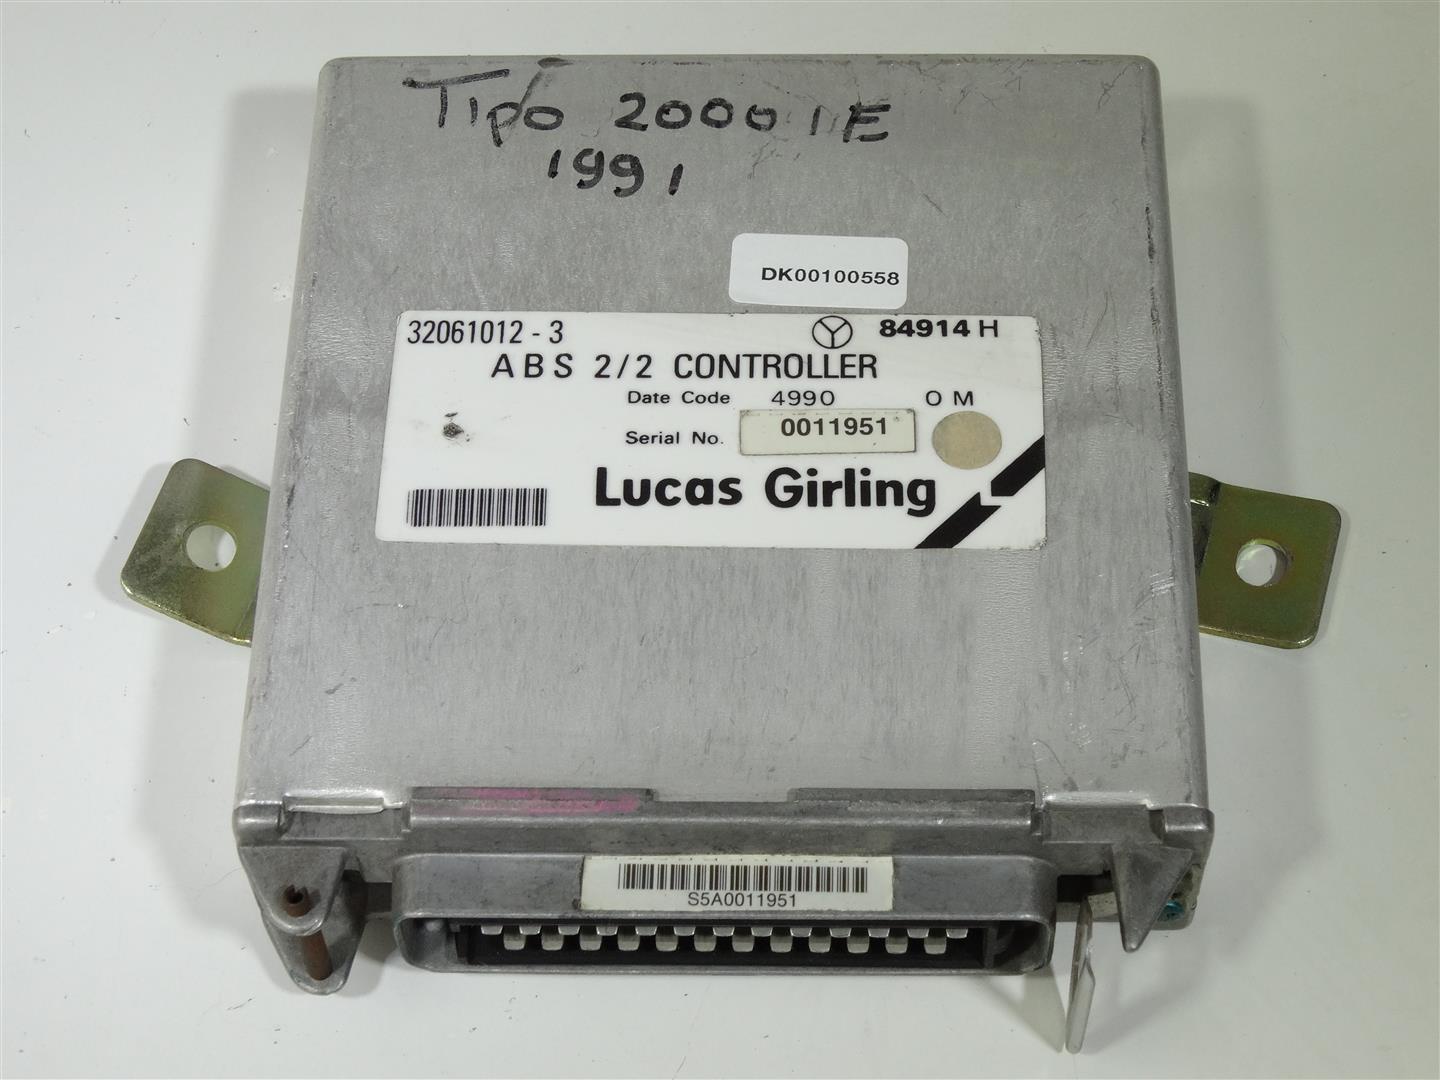 Tipo 2000 IE
1991
DK00100558
32061012 - 3 84914 H
ABS 2/2 CONTROLLER
Date Code 4990 O M
Serial No. 0011951
Lucas Girling
S5A0011951